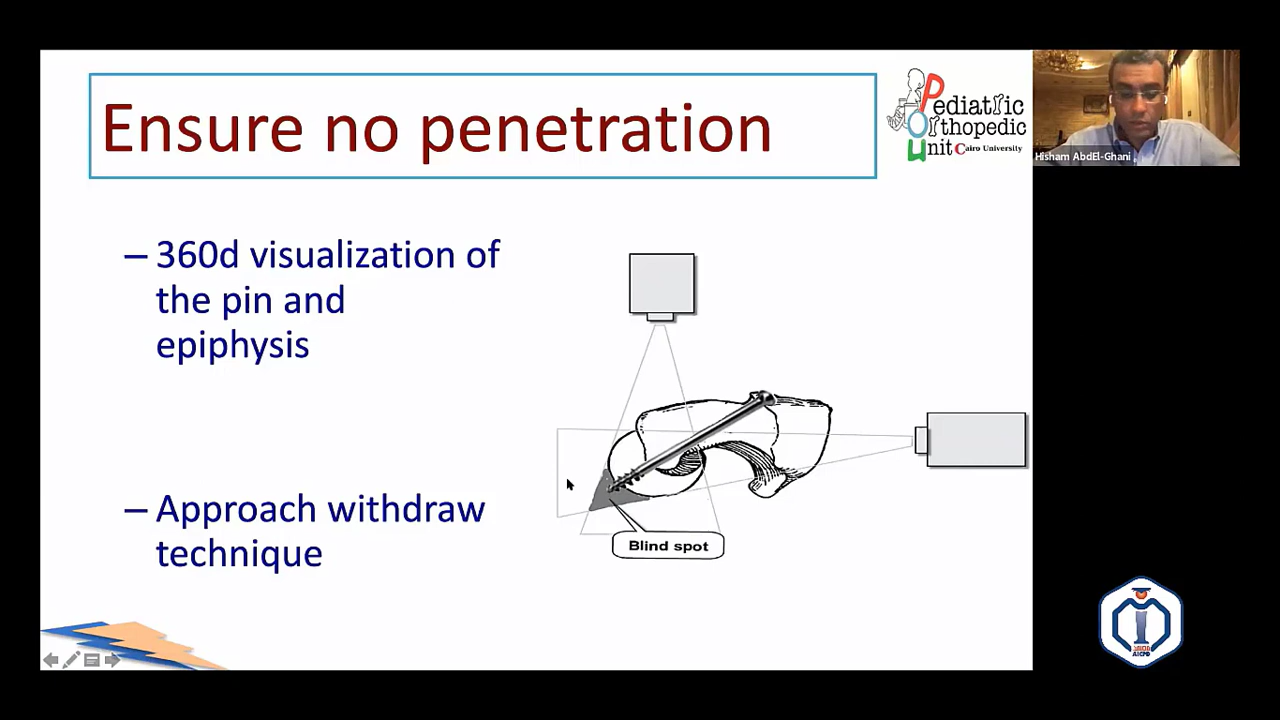 Ensure no penetration
Pediatric
Orthopedic
Unit Cairo University
Hisham AbdEl-Ghani
– 360d visualization of
the pin and
epiphysis
– Approach withdraw
technique
Blind spot